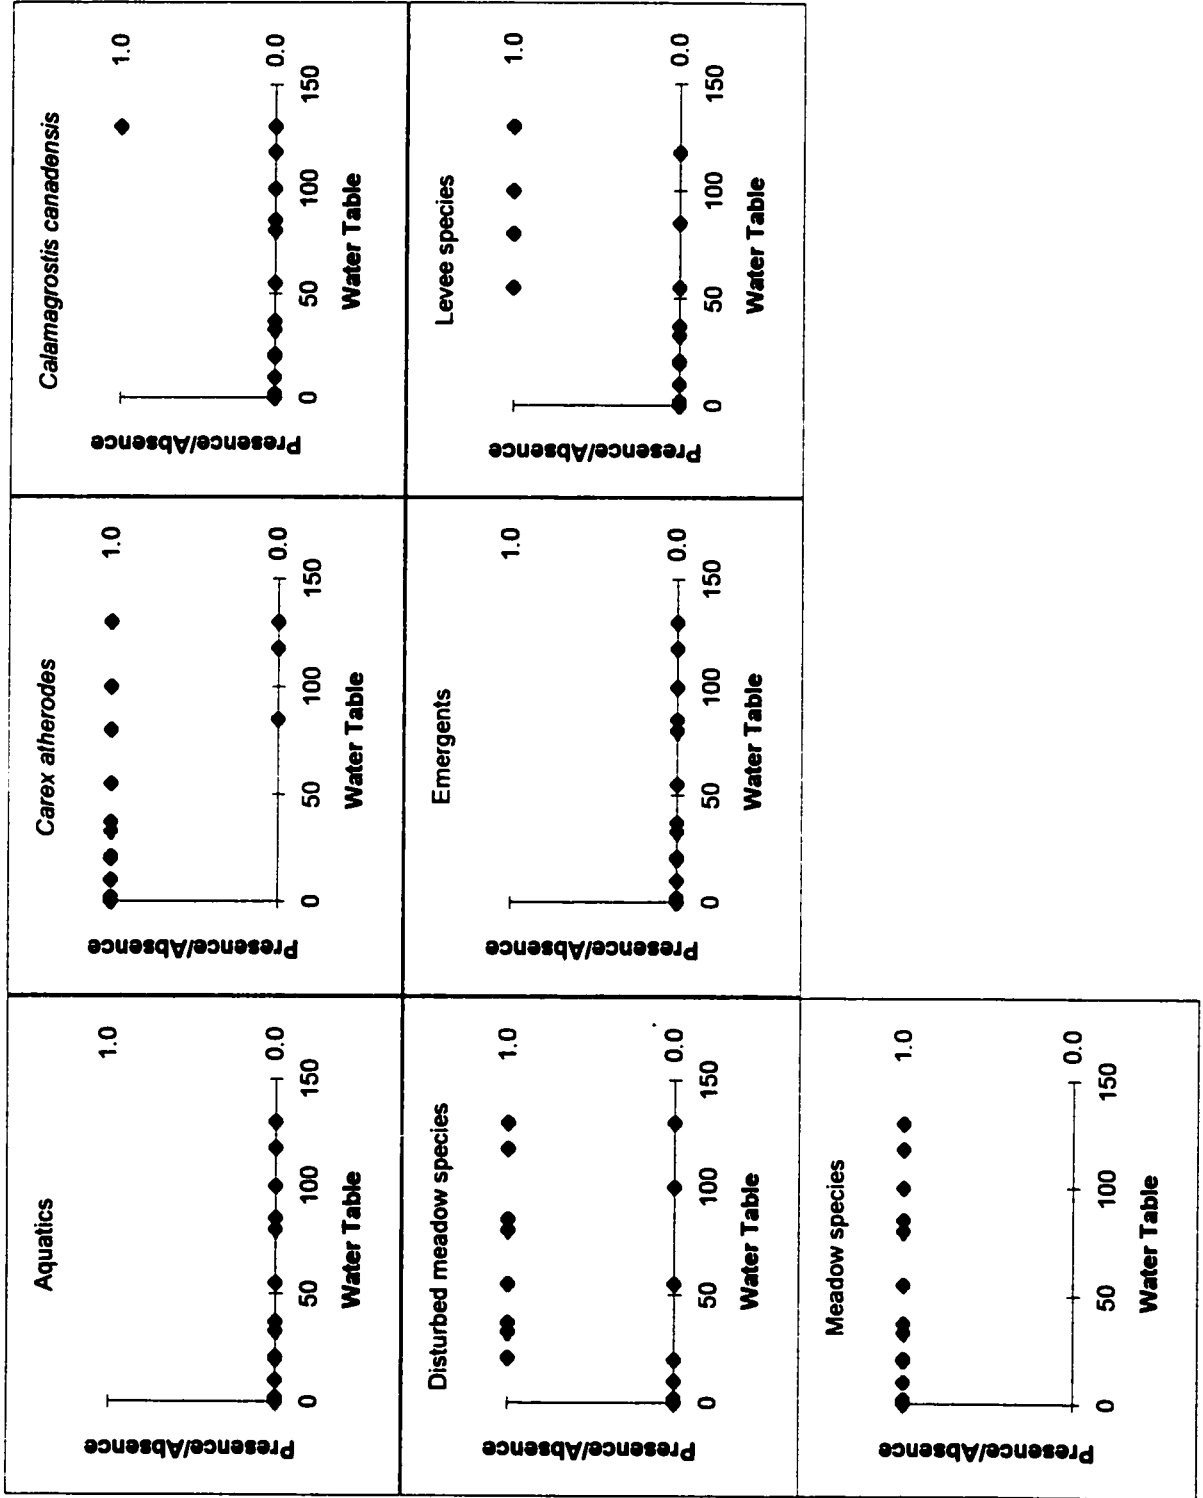 Aquatics
Presence/Absence
1.0
0.0
0
50
100
150
Water Table
Carex atherodes
Presence/Absence
1.0
0.0
0
50
100
150
Water Table
Calamagrostis canadensis
Presence/Absence
1.0
0.0
0
50
100
150
Water Table
Disturbed meadow species
Presence/Absence
1.0
0.0
0
50
100
150
Water Table
Emergents
Presence/Absence
1.0
0.0
0
50
100
150
Water Table
Levee species
Presence/Absence
1.0
0.0
0
50
100
150
Water Table
Meadow species
Presence/Absence
1.0
0.0
0
50
100
150
Water Table